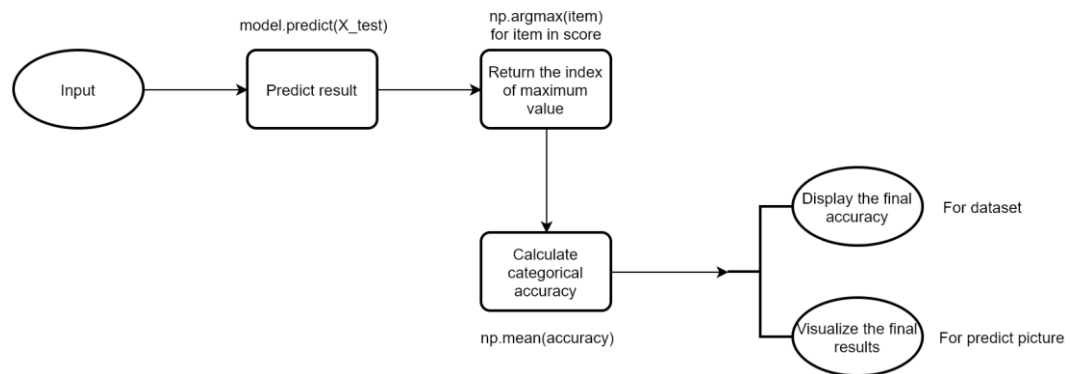 model.predict(X_test)
np.argmax(item)
for item in score
Input
Predict result
Return the index
of maximum
value
Display the final
accuracy
For dataset
Calculate
categorical
accuracy
np.mean(accuracy)
Visualize the final
results
For predict picture